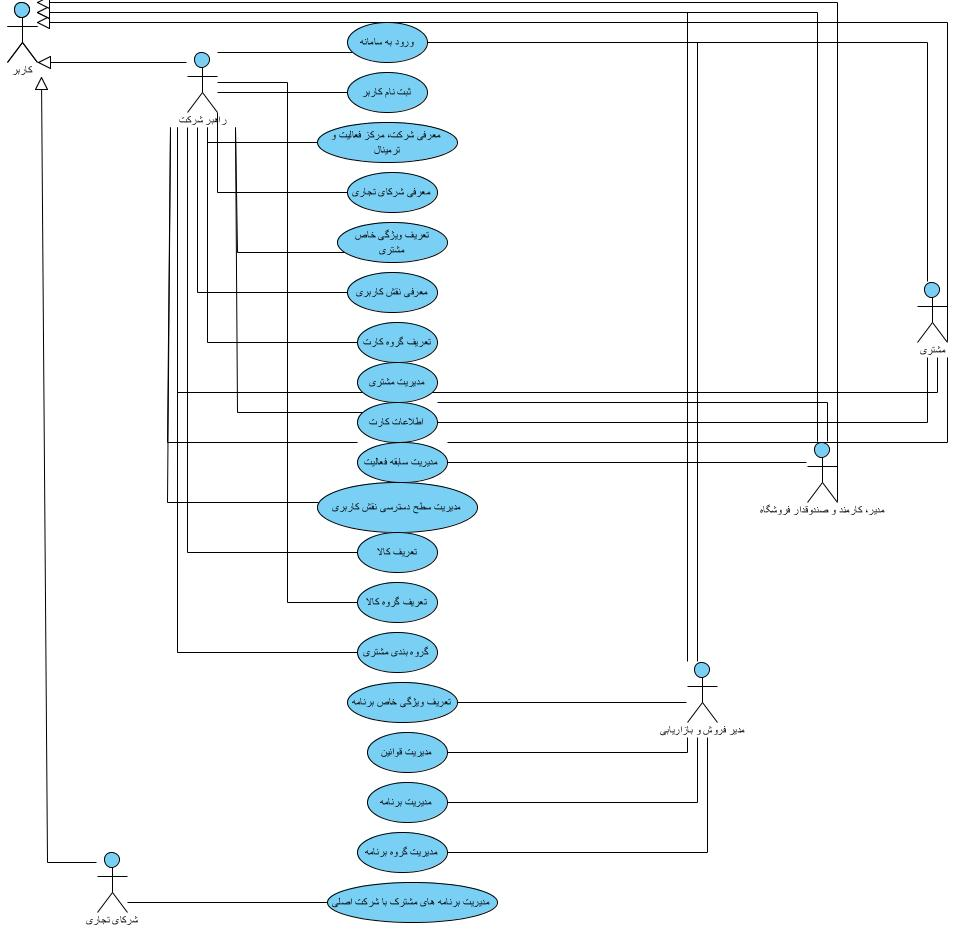 کاربر
ورود به سامانه
ثبت نام کاربر
راهبر شرکت
معرفی شرکت، مرکز فعالیت و
ترمینال
معرفی شرکای تجاری
تعریف ویژگی خاص
مشتری
معرفی نقش کاربری
تعریف گروه کارت
مشتری
مدیریت مشتری
اطلاعات کارت
مدیریت سابقه فعالیت
مدیریت سطح دسترسی نقش کاربری
مدیر، کارمند و صندوقدار فروشگاه
تعریف کالا
تعریف گروه کالا
گروه بندی مشتری
تعریف ویژگی خاص برنامه
مدیر فروش و بازاریابی
مدیریت قوانین
مدیریت برنامه
مدیریت گروه برنامه
مدیریت برنامه های مشترک با شرکت اصلی
شرکای تجاری